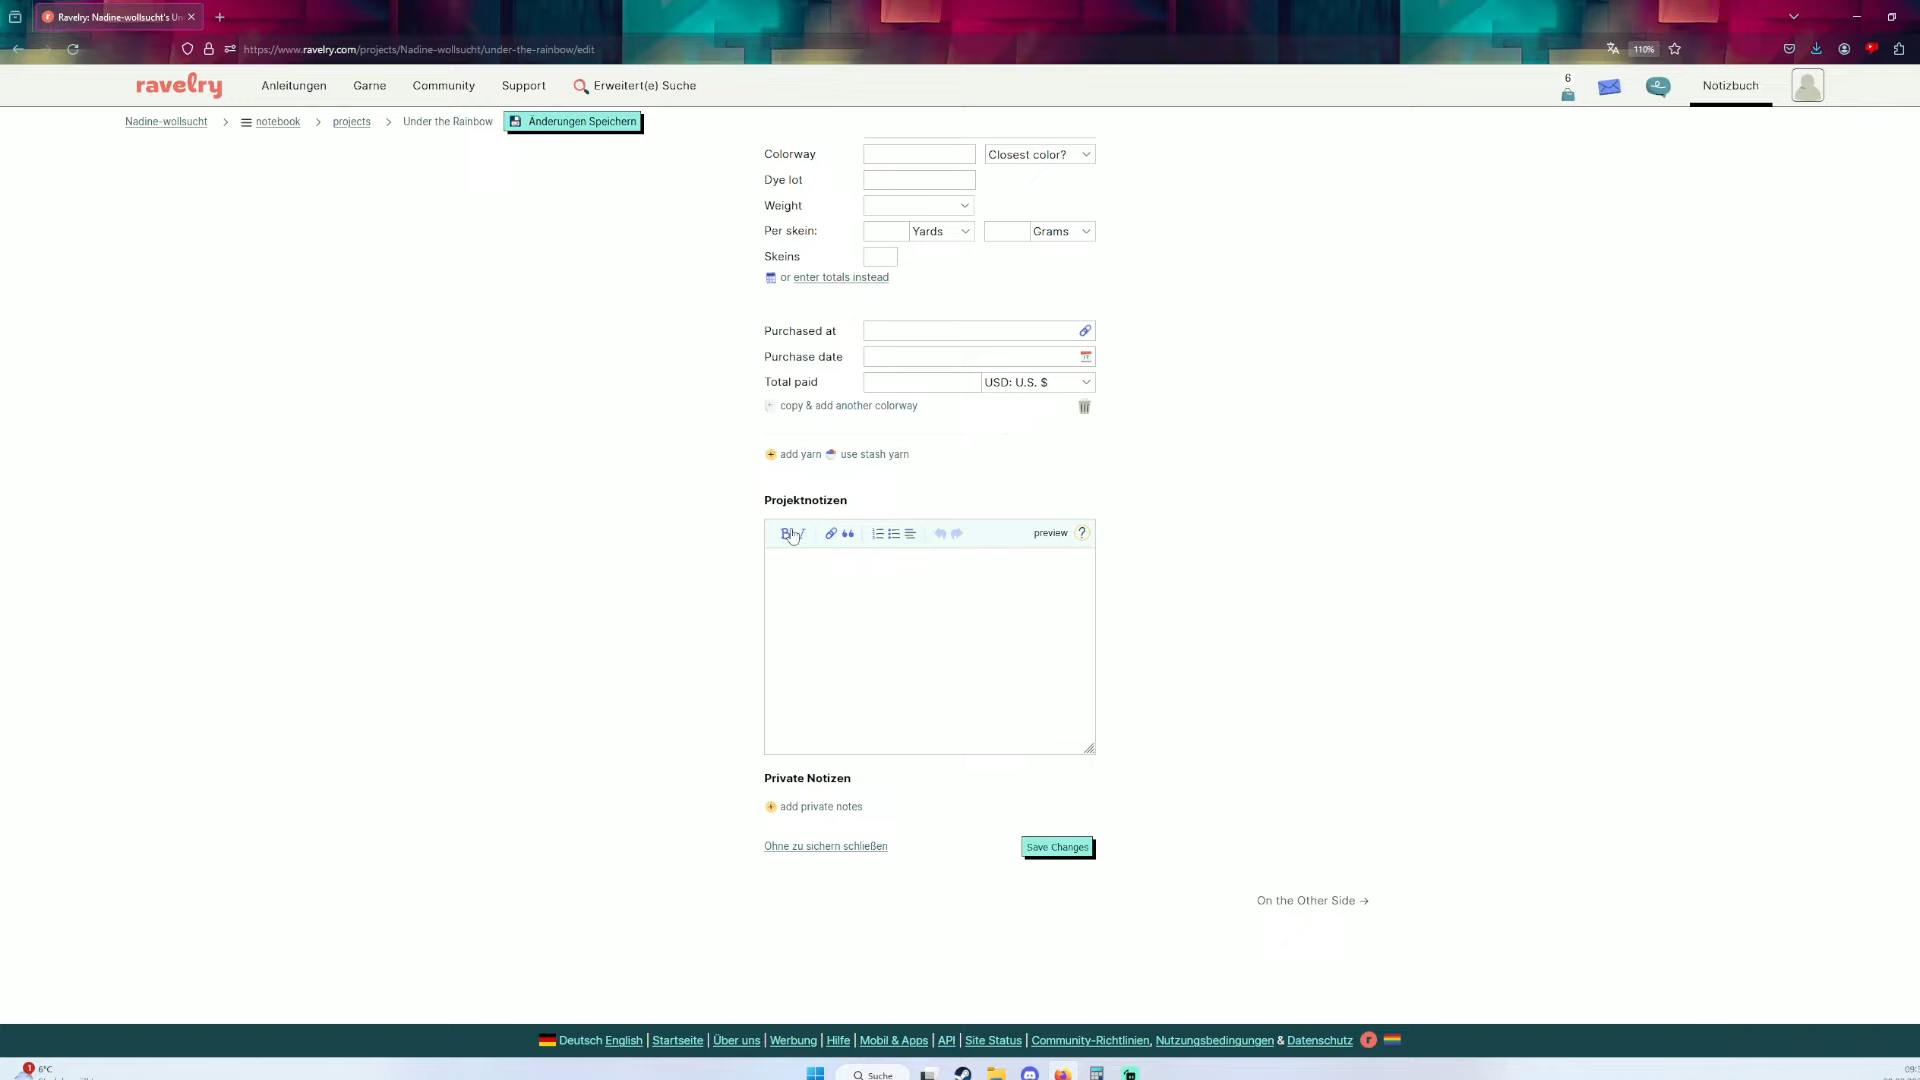 Ravelry: Nadine-wollsucht's Un
https://www.ravelry.com/projects/Nadine-wollsucht/under-the-rainbow/edit
110%
ravelry
Anleitungen
Garne
Community
Support
Erweitert(e) Suche
6
Notizbuch
Nadine-wollsucht
notebook
projects
Under the Rainbow
Änderungen Speichern
Colorway
Closest color?
Dye lot
Weight
Per skein:
Yards
Grams
Skeins
or enter totals instead
Purchased at
Purchase date
Total paid
USD: U.S. $
copy & add another colorway
add yarn
use stash yarn
Projektnotizen
preview
?
Private Notizen
add private notes
Ohne zu sichern schließen
Save Changes
On the Other Side →
Deutsch English | Startseite | Über uns | Werbung | Hilfe | Mobil & Apps | API | Site Status | Community-Richtlinien, Nutzungsbedingungen & Datenschutz
1
6°C
Suche